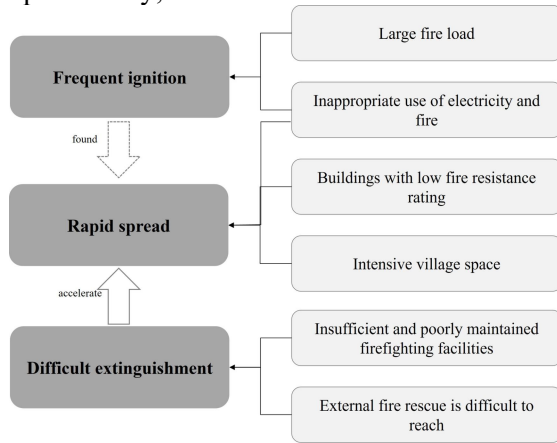 Large fire load
Frequent ignition
Inappropriate use of electricity and
fire
found
Buildings with low fire resistance
rating
Rapid spread
Intensive village space
accelerate
Insufficient and poorly maintained
firefighting facilities
Difficult extinguishment
External fire rescue is difficult to
reach